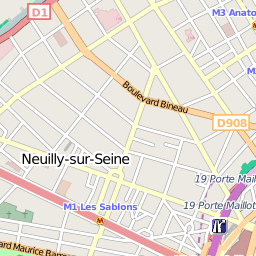 D1
M3 Anato
Boulevard Bineau
D908
Neuilly-sur-Seine
19 Porte Maillot
M1 Les Sablons
19 Porte Maillot
ard Maurice Barr